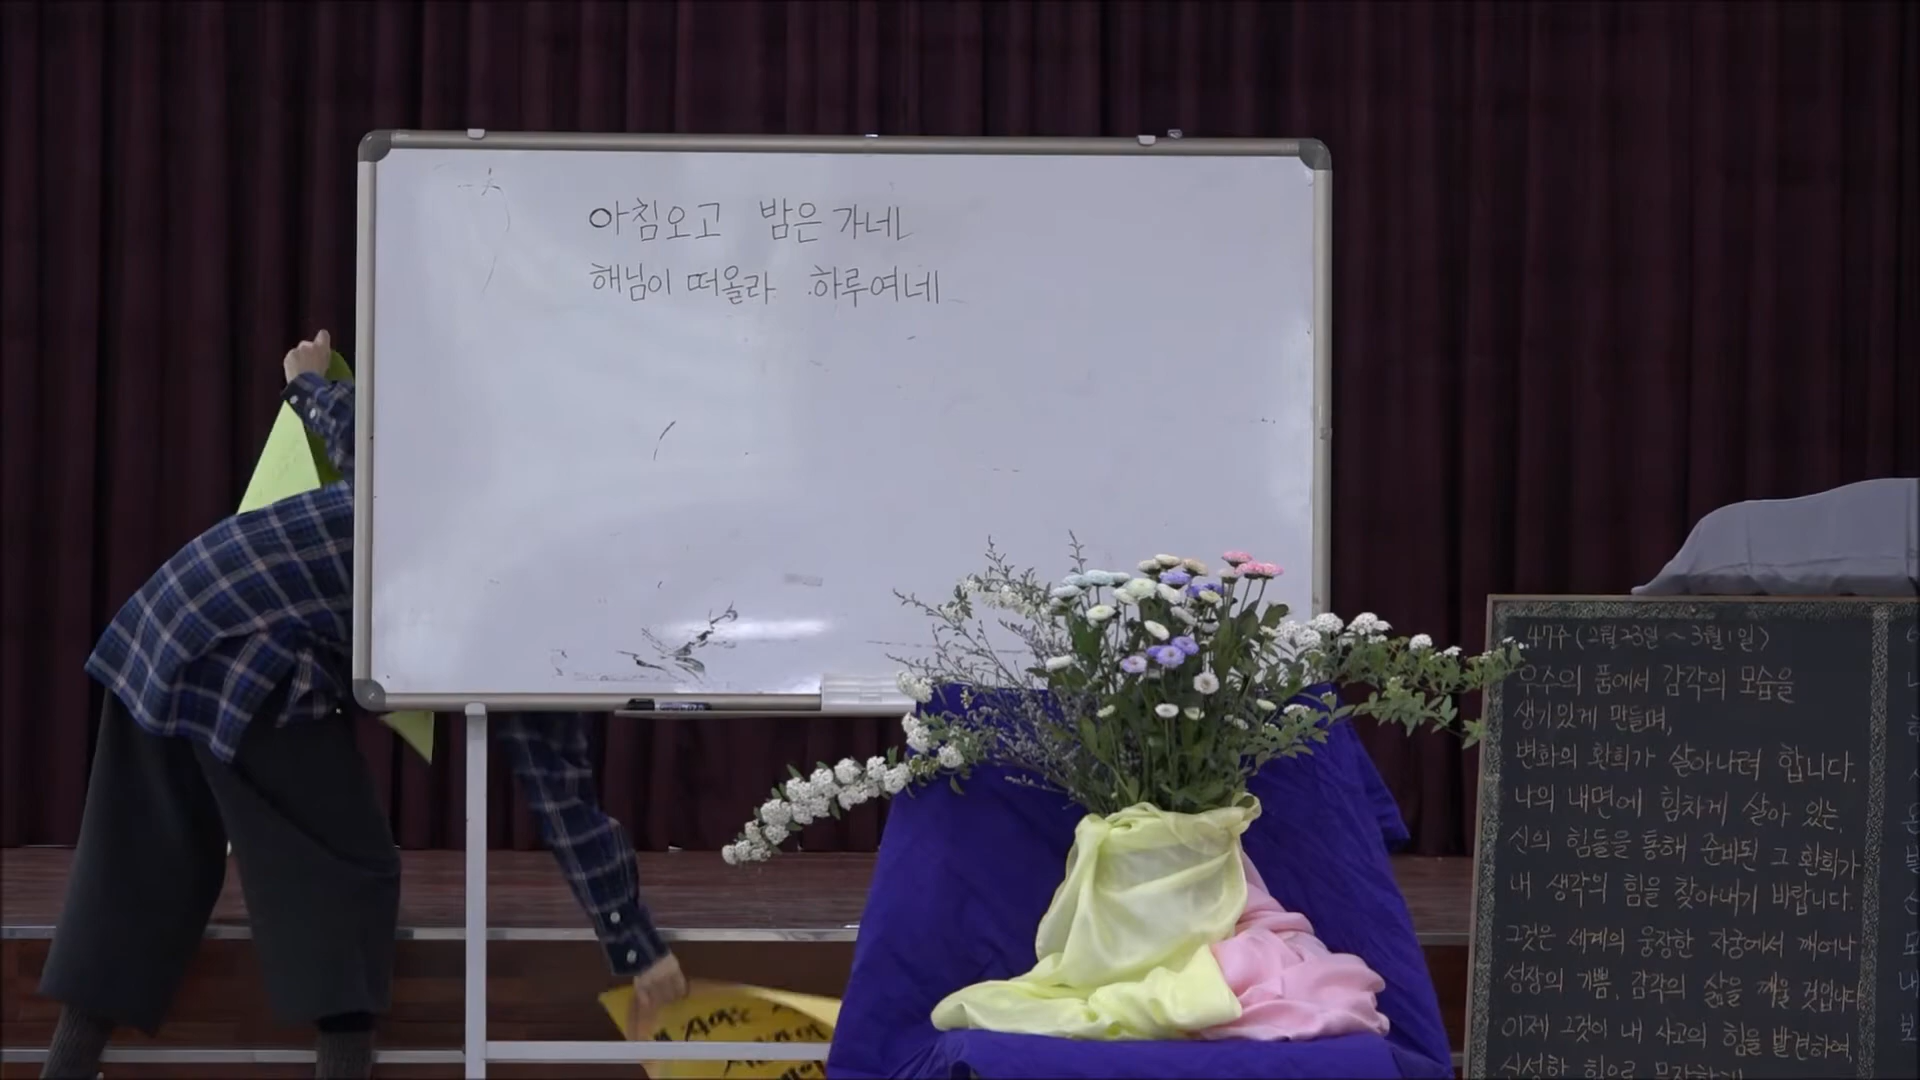 아침오고 밤은 가네
해님이 떠올라 하루여네
47주 (2월 23일 ~ 3월 1일)
우주의 품에서 감각의 모습을
생기있게 만들며,
변화의 환희가 살아나려 합니다.
나의 내면에 힘차게 살아 있는,
신의 힘들을 통해 준비된 그 환희가
내 생각의 힘을 찾아내기 바랍니다.
그것은 세계의 웅장한 자궁에서 깨어나
성장의 기쁨, 감각의 삶을 깨울 것입니다
이제 그것이 내 사고의 힘을 발견하여,